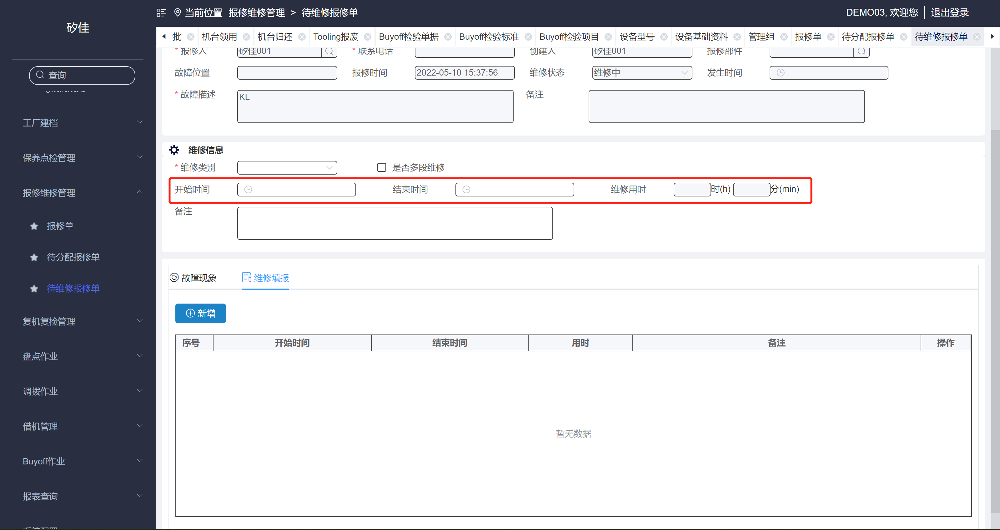 矽佳
查询
工厂建档
保养点检管理
报修维修管理
报修单
待分配报修单
待维修报修单
复机复检管理
盘点作业
调拨作业
借机管理
Buyoff作业
报表查询
当前位置 报修维修管理 > 待维修报修单
DEMO03, 欢迎您 退出登录
批 机台领用 机台归还 Tooling报废 Buyoff检验单据 Buyoff检验标准 Buyoff检验项目 设备型号 设备基础资料 管理组 报修单 待分配报修单 待维修报修单
* 报修人 矽佳001 * 联系电话 创建人 矽佳001 报修部件
故障位置 报修时间 2022-05-10 15:37:56 维修状态 维修中 发生时间
* 故障描述 KL 备注
维修信息
* 维修类别 是否多段维修
开始时间 结束时间 维修用时 时(h) 分(min)
备注
故障现象 维修填报
新增
序号 开始时间 结束时间 用时 备注 操作
暂无数据